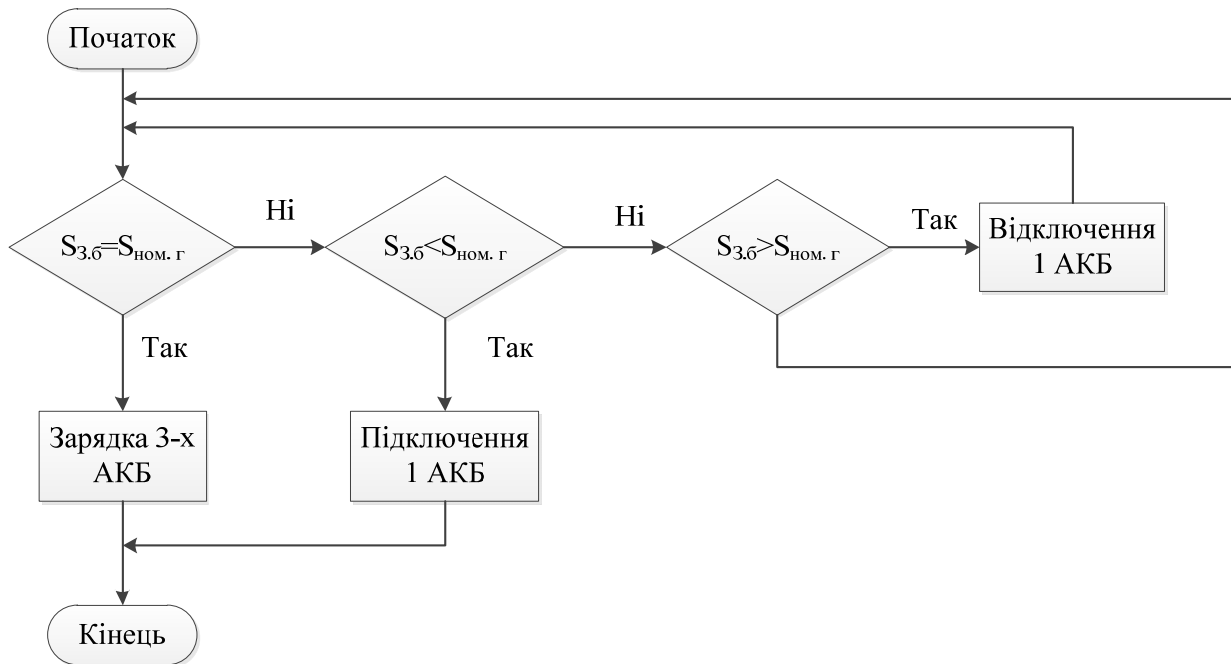 Початок
Ні
Ні
Так
SЗ.б=Sном. г
SЗ.б<Sном. г
SЗ.б>Sном. г
Відключення
1 АКБ
Так
Так
Зарядка 3-х
АКБ
Підключення
1 АКБ
Кінець